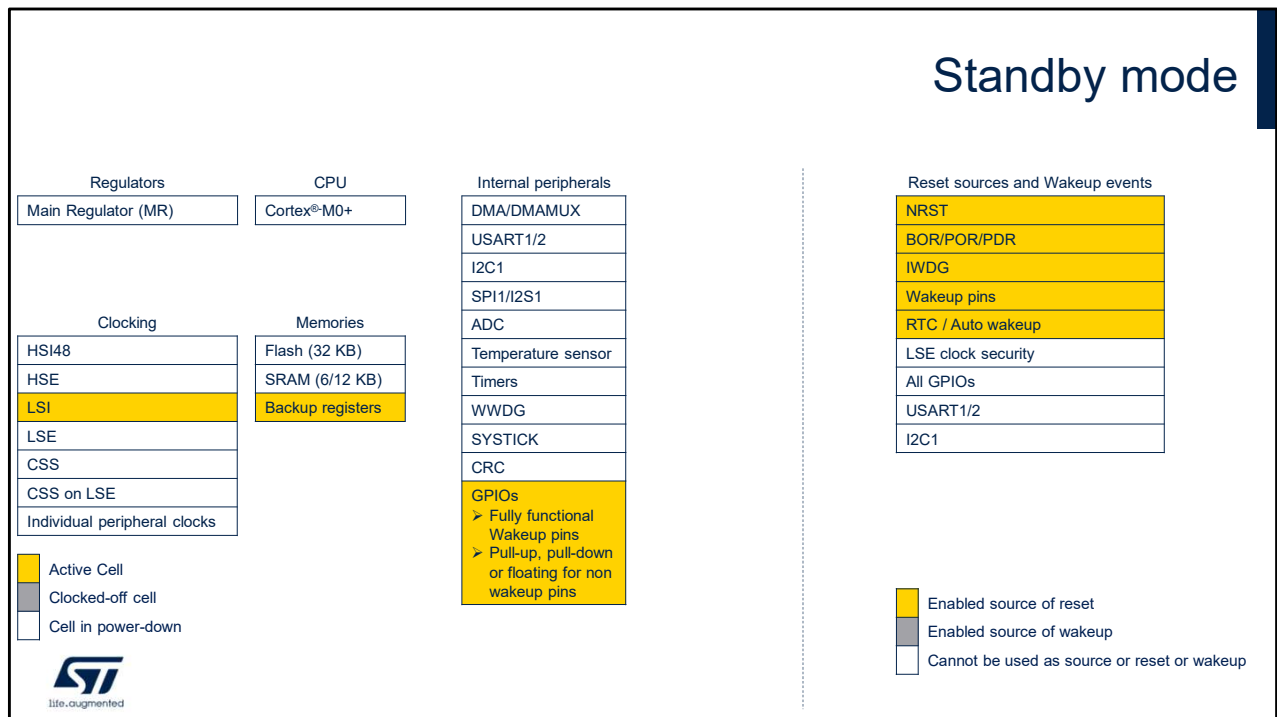 Standby mode
Regulators
Main Regulator (MR)
CPU
Cortex®-M0+
Clocking
HSI48
HSE
LSI
LSE
CSS
CSS on LSE
Individual peripheral clocks
Memories
Flash (32 KB)
SRAM (6/12 KB)
Backup registers
Internal peripherals
DMA/DMAMUX
USART1/2
I2C1
SPI1/I2S1
ADC
Temperature sensor
Timers
WWDG
SYSTICK
CRC
GPIOs
➢ Fully functional
Wakeup pins
➢ Pull-up, pull-down
or floating for non
wakeup pins
Reset sources and Wakeup events
NRST
BOR/POR/PDR
IWDG
Wakeup pins
RTC / Auto wakeup
LSE clock security
All GPIOs
USART1/2
I2C1
Active Cell
Clocked-off cell
Cell in power-down
Enabled source of reset
Enabled source of wakeup
Cannot be used as source or reset or wakeup
ST
life.augmented